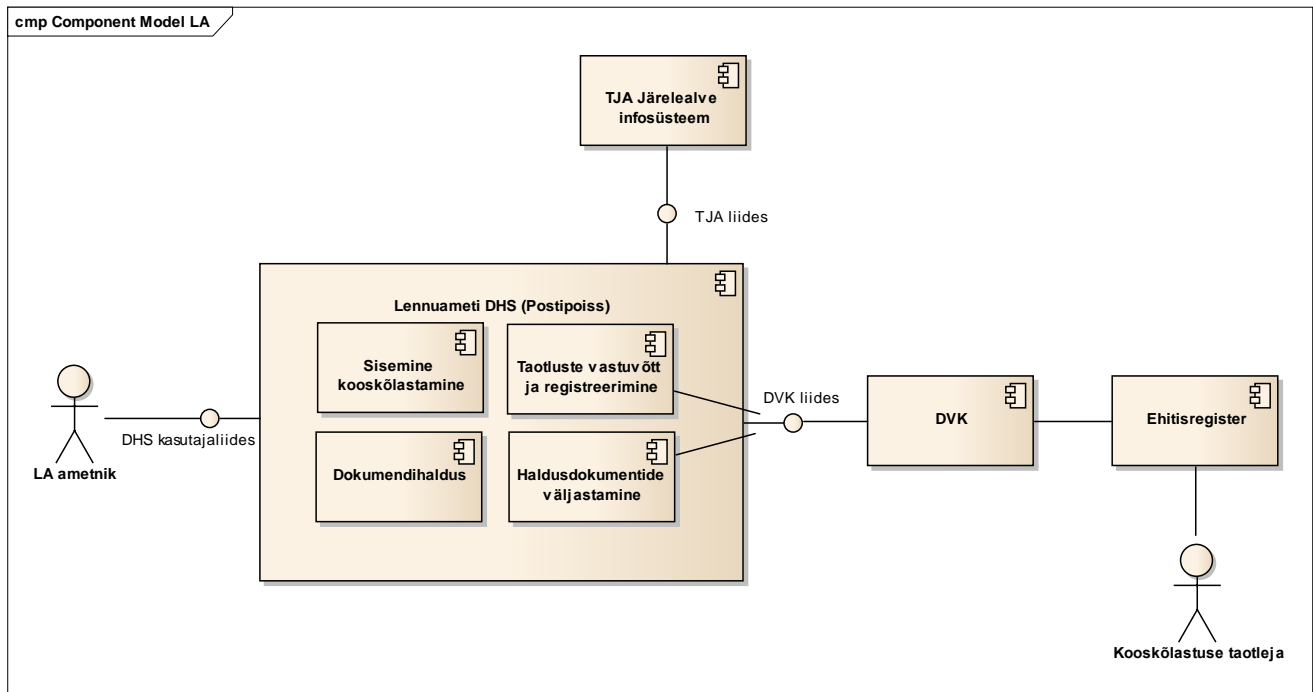 cmp Component Model LA
TJA Järelealve
infosüsteem
TJA liides
Lennuameti DHS (Postipoiss)
Sisemine
kooskõlastamine
Taotluste vastuvõtt
ja registreerimine
Dokumendihaldus
Haldusdokumentide
väljastamine
LA ametnik
DHS kasutajaliides
DVK liides
DVK
Ehitisregister
Kooskõlastuse taotleja